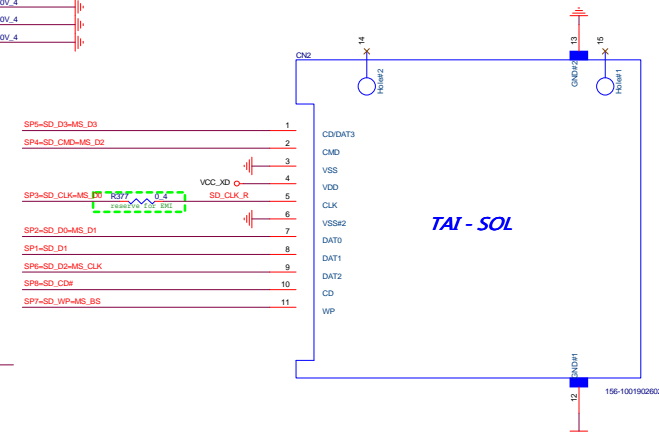 0V_4
0V_4
0V_4
CN2
14
13
15
Hole#2
GND#2
Hole#1
SP5=SD_D3=MS_D3
1
CD/DAT3
SP4=SD_CMD=MS_D2
2
CMD
3
VSS
VCC_XD
4
VDD
SP3=SD_CLK=MS_D0
R377
0_4
SD_CLK_R
5
CLK
reserve for EMI
6
VSS#2
TAI - SOL
SP2=SD_D0=MS_D1
7
DAT0
SP1=SD_D1
8
DAT1
SP6=SD_D2=MS_CLK
9
DAT2
SP8=SD_CD#
10
CD
SP7=SD_WP=MS_BS
11
WP
GND#1
12
156-1001902602